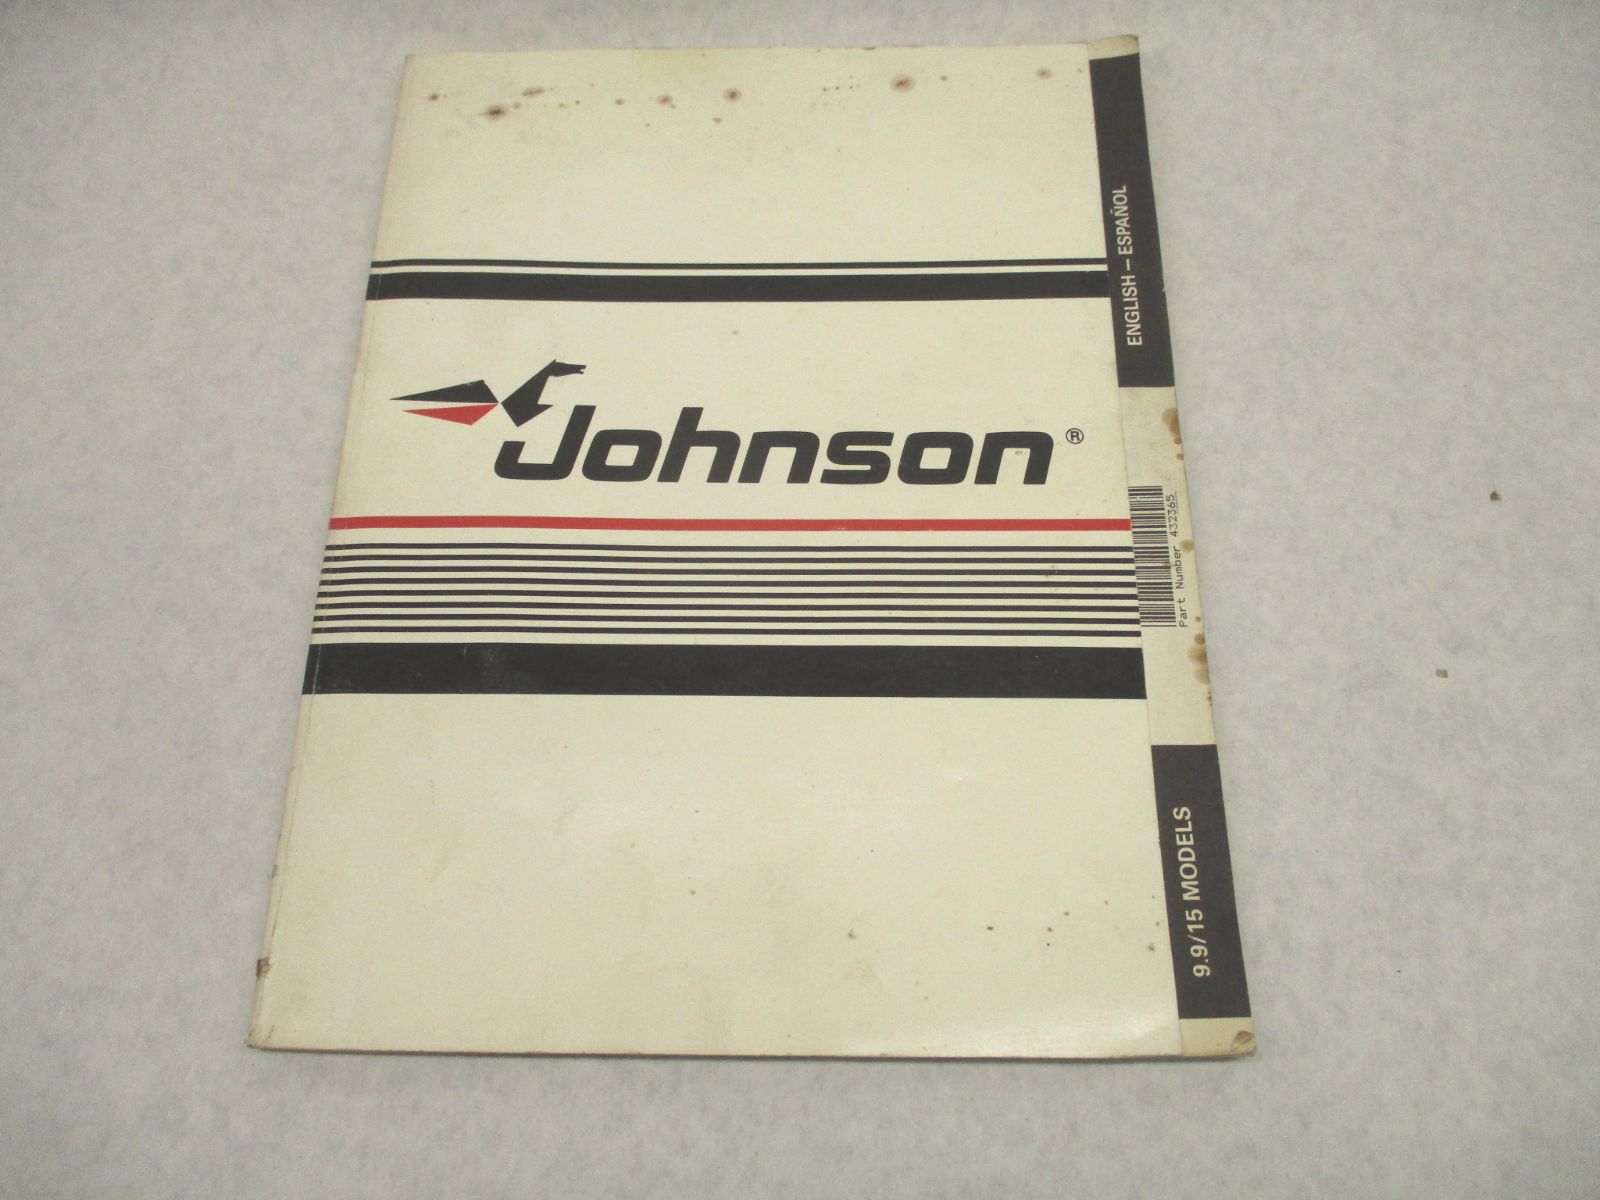 Johnson®
ENGLISH – ESPAÑOL
Part Number 432365
9.9/15 MODELS